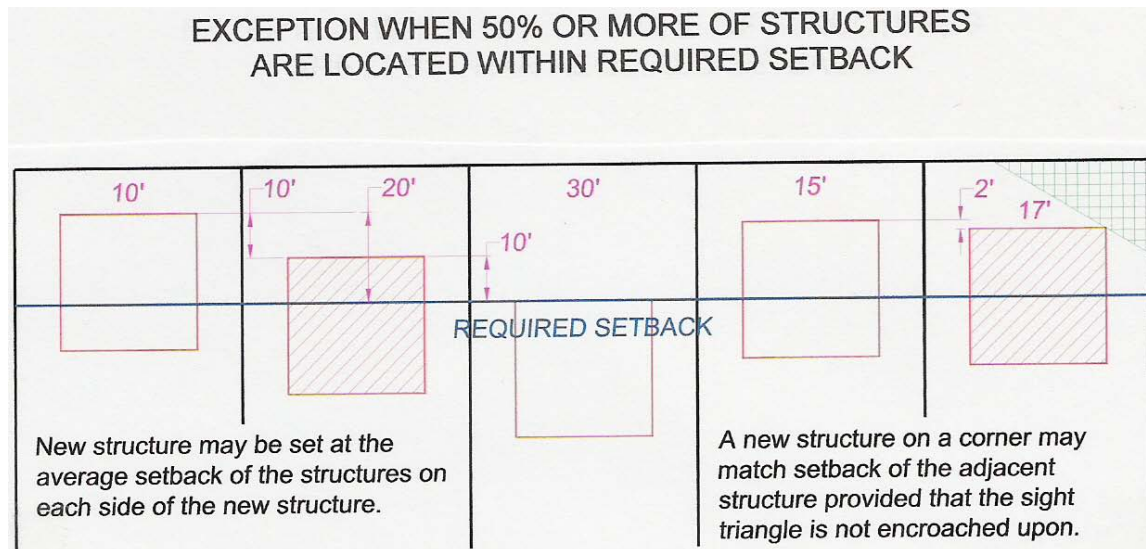 EXCEPTION WHEN 50% OR MORE OF STRUCTURES
ARE LOCATED WITHIN REQUIRED SETBACK
10'
10'
20'
30'
15'
2'
17'
10'
REQUIRED SETBACK
New structure may be set at the
average setback of the structures on
each side of the new structure.
A new structure on a corner may
match setback of the adjacent
structure provided that the sight
triangle is not encroached upon.